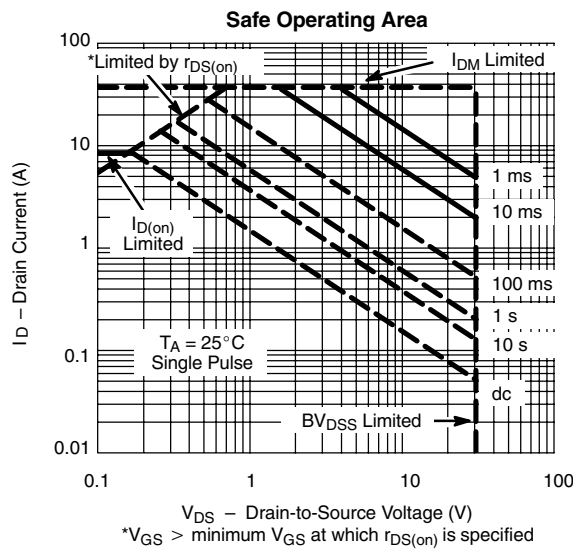 Safe Operating Area
100
*Limited by rDS(on)
IDM Limited
10
ID(on)
Limited
1 ms
10 ms
1
100 ms
1 s
TA = 25°C
Single Pulse
10 s
0.1
dc
BVDSS Limited
0.01
0.1
1
10
100
ID – Drain Current (A)
VDS – Drain-to-Source Voltage (V)
*VGS > minimum VGS at which rDS(on) is specified